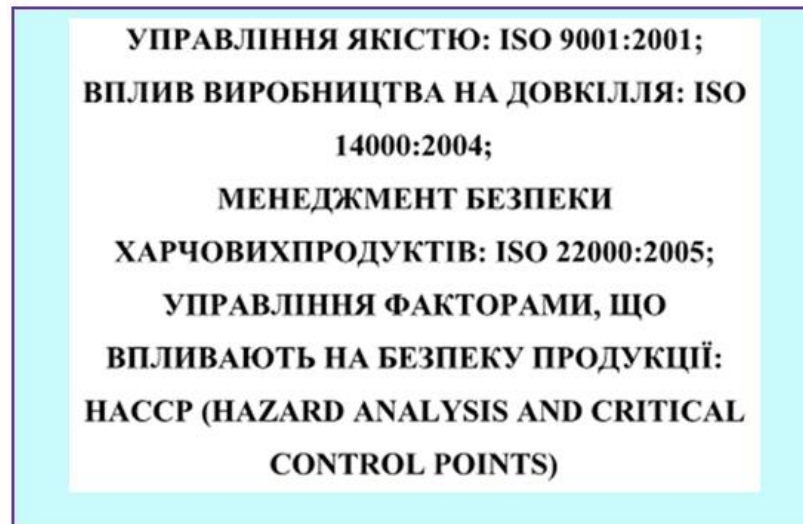 УПРАВЛІННЯ ЯКІСТЮ: ISO 9001:2001;
ВПЛИВ ВИРОБНИЦТВА НА ДОВКІЛЛЯ: ISO
14000:2004;
МЕНЕДЖМЕНТ БЕЗПЕКИ
ХАРЧОВИХПРОДУКТІВ: ISO 22000:2005;
УПРАВЛІННЯ ФАКТОРАМИ, ЩО
ВПЛИВАЮТЬ НА БЕЗПЕКУ ПРОДУКЦІЇ:
HACCP (HAZARD ANALYSIS AND CRITICAL
CONTROL POINTS)